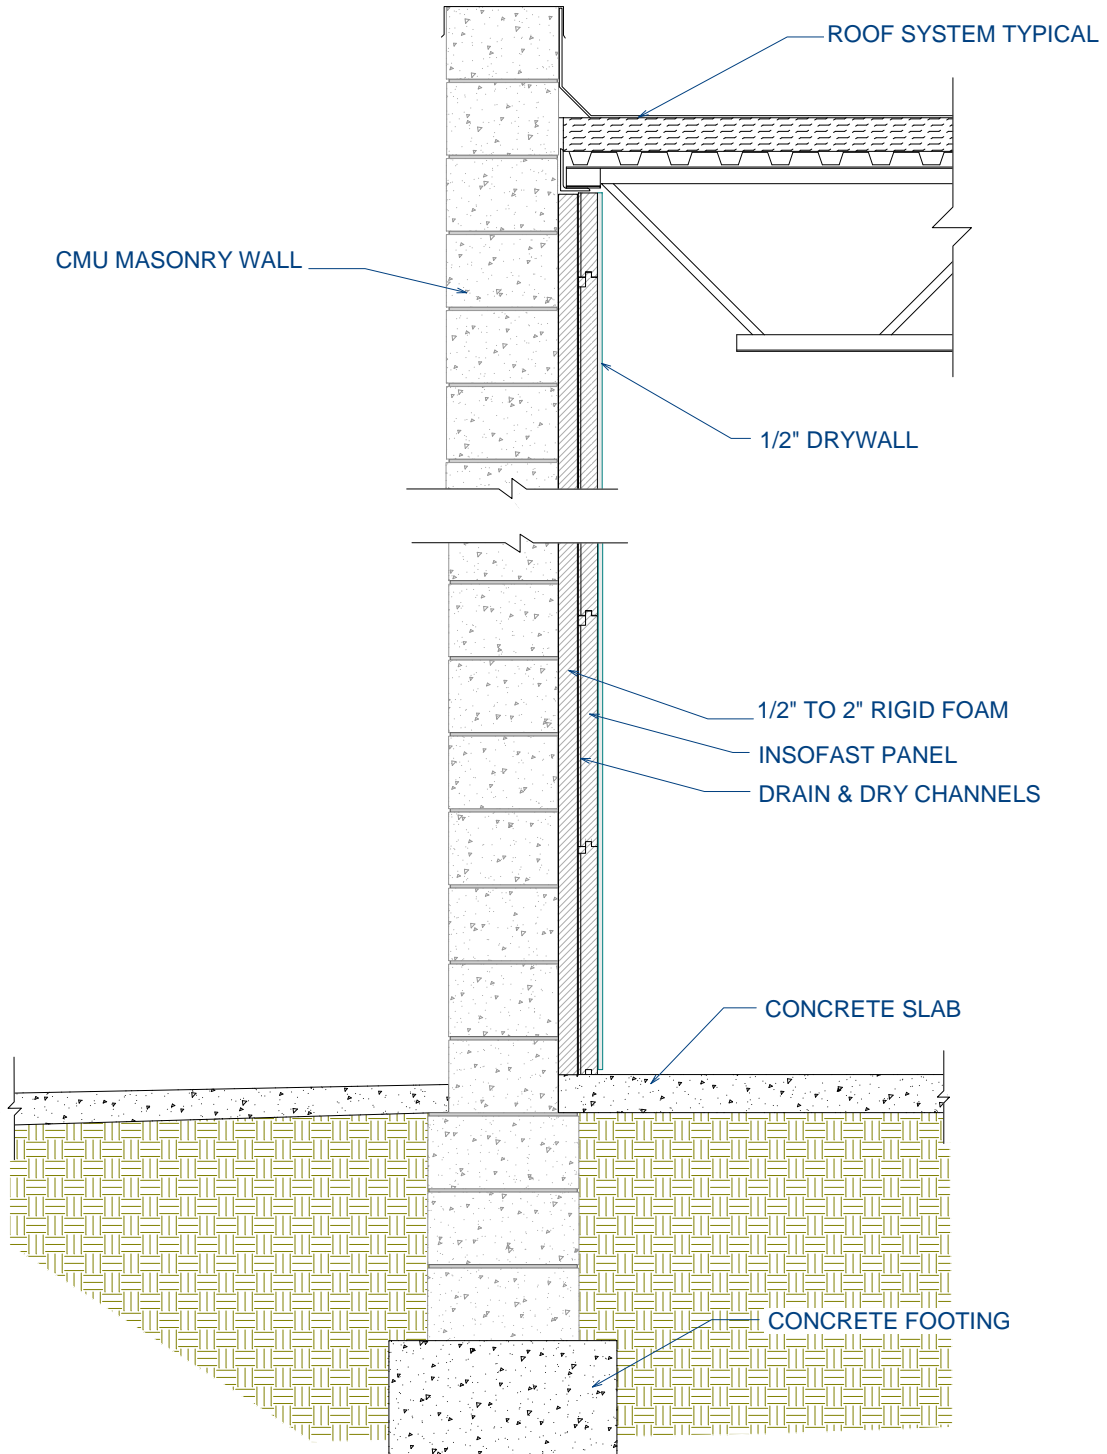 ROOF SYSTEM TYPICAL
CMU MASONRY WALL
1/2" DRYWALL
1/2" TO 2" RIGID FOAM
INSOFAST PANEL
DRAIN & DRY CHANNELS
CONCRETE SLAB
CONCRETE FOOTING